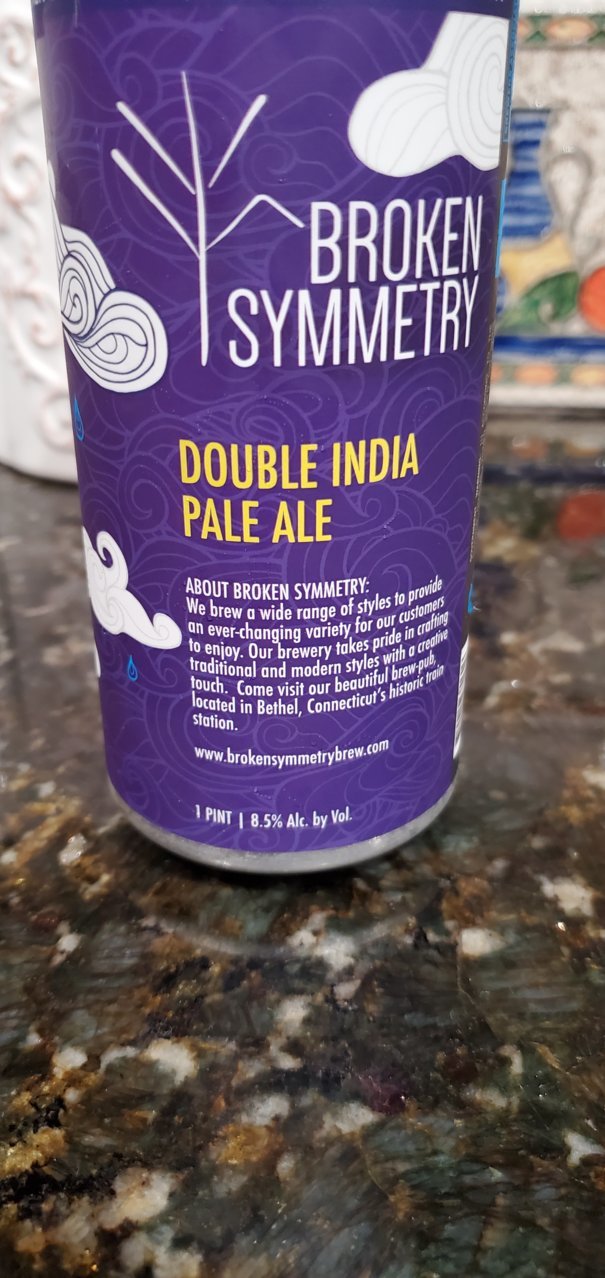 BROKEN
SYMMETRY
DOUBLE INDIA
PALE ALE
ABOUT BROKEN SYMMETRY:
We brew a wide range of styles to provide
an ever-changing variety for our customers
to enjoy. Our brewery takes pride in crafting
traditional and modern styles with a creative
touch. Come visit our beautiful brew-pub,
located in Bethel, Connecticut's historic train
station.
www.brokensymmetrybrew.com
1 PINT | 8.5% Alc. by Vol.